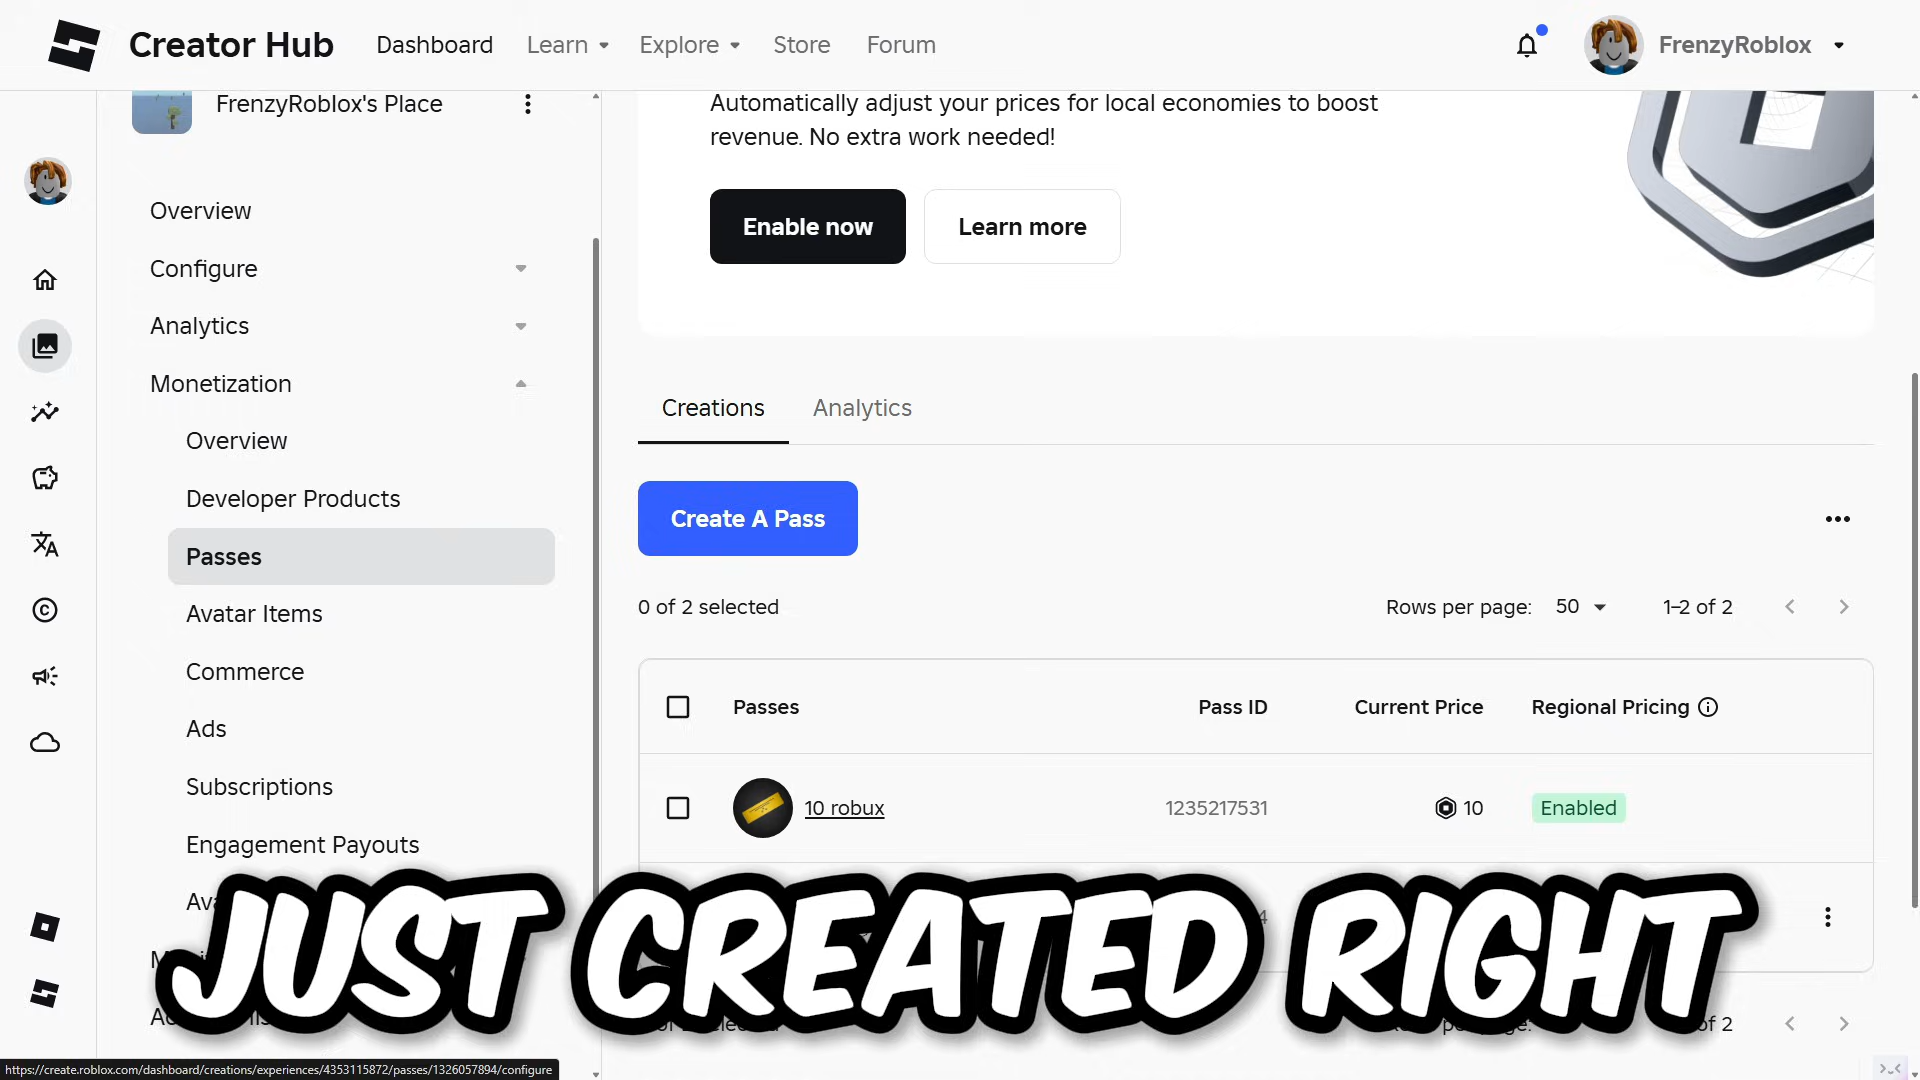 Creator Hub
Dashboard
Learn
Explore
Store
Forum
FrenzyRoblox
FrenzyRoblox's Place
Automatically adjust your prices for local economies to boost
revenue. No extra work needed!
Enable now
Learn more
Overview
Configure
Analytics
Monetization
Overview
Developer Products
Passes
Avatar Items
Commerce
Ads
Subscriptions
Engagement Payouts
Creations
Analytics
Create A Pass
0 of 2 selected
Rows per page: 50
1–2 of 2
Passes
Pass ID
Current Price
Regional Pricing
10 robux
1235217531
10
Enabled
JUST CREATED RIGHT
of 2
https://create.roblox.com/dashboard/creations/experiences/4353115872/passes/1326057894/configure